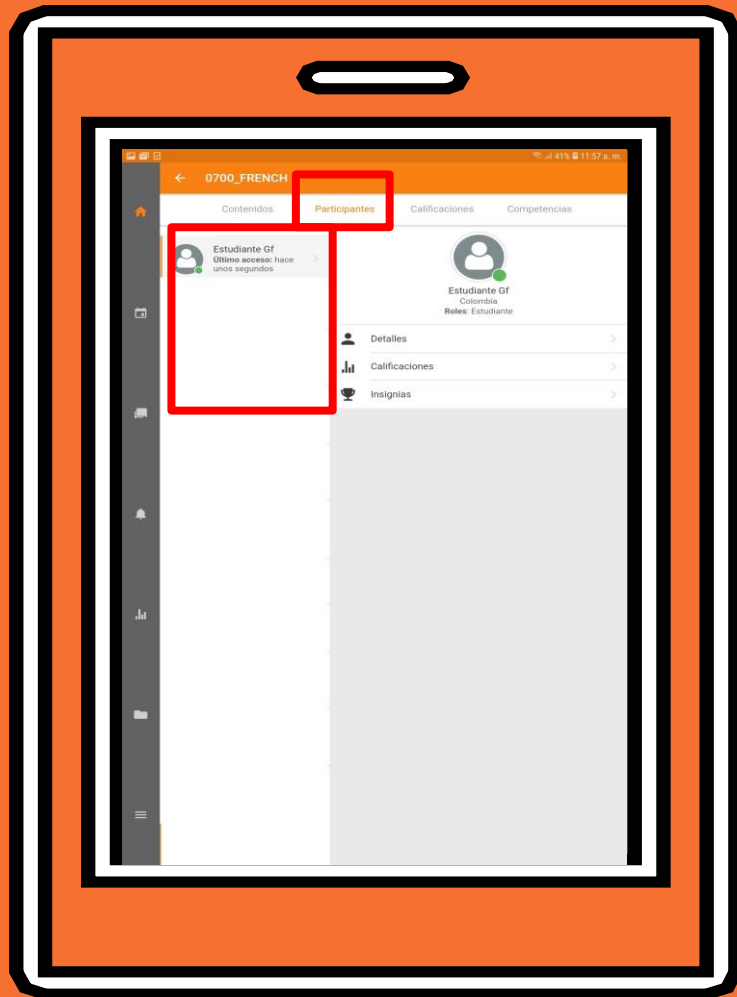 41% 11:57 a. m.
0700_FRENCH
Contenidos Participantes Calificaciones Competencias
Estudiante Gf
Último acceso: hace
unos segundos
Estudiante Gf
Colombia
Roles: Estudiante
Detalles
Calificaciones
Insignias